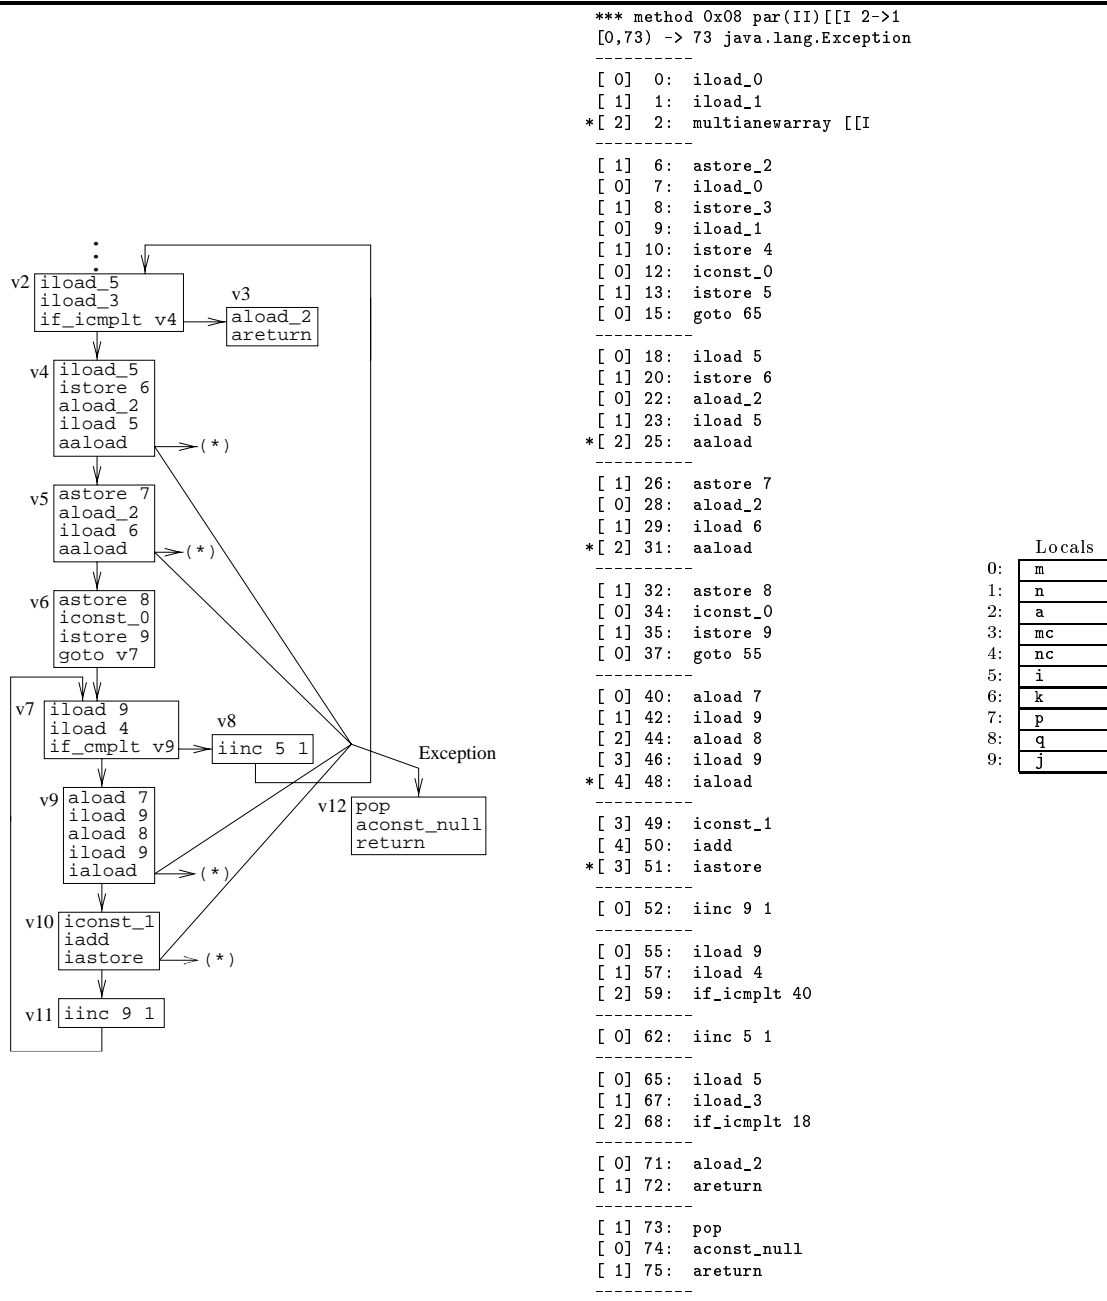 v2
iload_5
iload_3
if_icmplt v4
v3
aload_2
areturn
v4
iload_5
istore 6
aload_2
iload 5
aaload
(*)
v5
astore 7
aload_2
iload 6
aaload
(*)
v6
astore 8
iconst_0
istore 9
goto v7
v7
iload 9
iload 4
if_cmplt v9
v8
iinc 5 1
Exception
v9
aload 7
iload 9
aload 8
iload 9
iaload
(*)
v12
pop
aconst_null
return
v10
iconst_1
iadd
iastore
(*)
v11
iinc 9 1
*** method 0x08 par(II)[[I 2->1
[0,73) -> 73 java.lang.Exception
----------
[ 0] 0: iload_0
[ 1] 1: iload_1
*[ 2] 2: multianewarray [[I
----------
[ 1] 6: astore_2
[ 0] 7: iload_0
[ 1] 8: istore_3
[ 0] 9: iload_1
[ 1] 10: istore 4
[ 0] 12: iconst_0
[ 1] 13: istore 5
[ 0] 15: goto 65
----------
[ 0] 18: iload 5
[ 1] 20: istore 6
[ 0] 22: aload_2
[ 1] 23: iload 5
*[ 2] 25: aaload
----------
[ 1] 26: astore 7
[ 0] 28: aload_2
[ 1] 29: iload 6
*[ 2] 31: aaload
----------
[ 1] 32: astore 8
[ 0] 34: iconst_0
[ 1] 35: istore 9
[ 0] 37: goto 55
----------
[ 0] 40: aload 7
[ 1] 42: iload 9
[ 2] 44: aload 8
[ 3] 46: iload 9
*[ 4] 48: iaload
----------
[ 3] 49: iconst_1
[ 4] 50: iadd
*[ 3] 51: iastore
----------
[ 0] 52: iinc 9 1
----------
[ 0] 55: iload 9
[ 1] 57: iload 4
[ 2] 59: if_icmplt 40
----------
[ 0] 62: iinc 5 1
----------
[ 0] 65: iload 5
[ 1] 67: iload_3
[ 2] 68: if_icmplt 18
----------
[ 0] 71: aload_2
[ 1] 72: areturn
----------
[ 1] 73: pop
[ 0] 74: aconst_null
[ 1] 75: areturn
----------
Locals
0: m
1: n
2: a
3: mc
4: nc
5: i
6: k
7: p
8: q
9: j